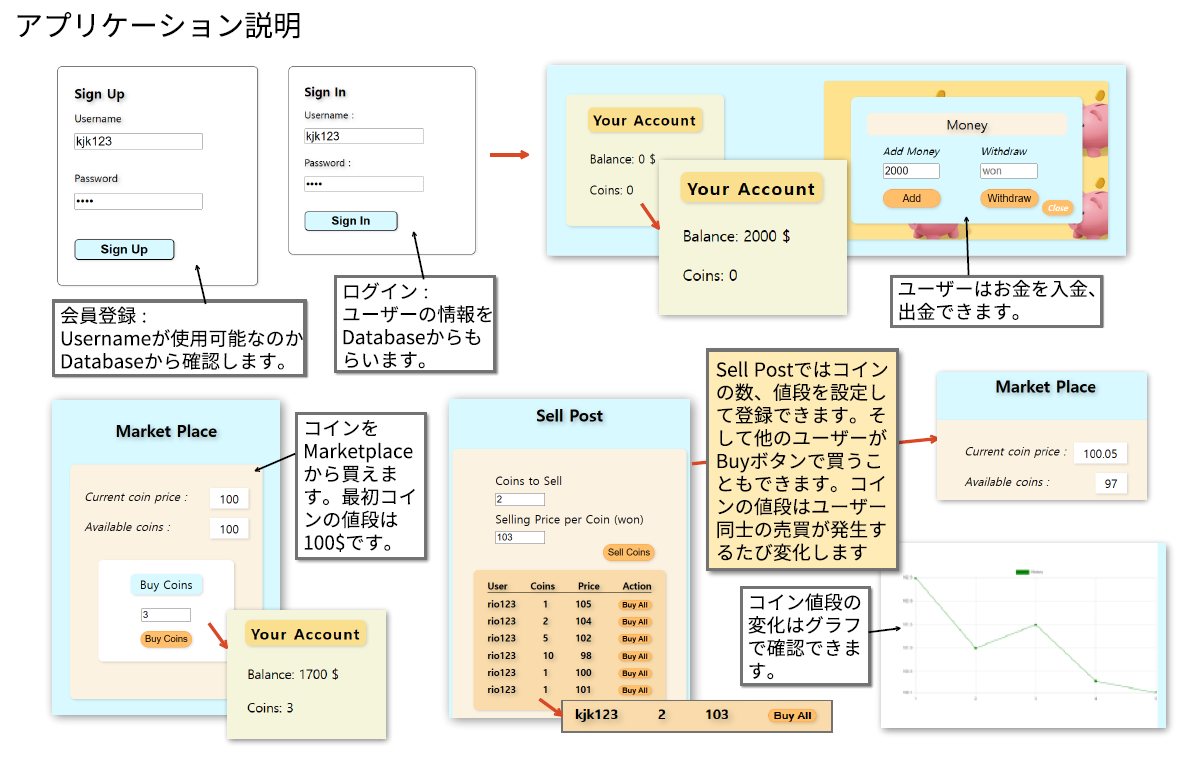 アプリケーション説明
Sign Up
Username
kjk123
Password
••••
Sign Up
会員登録 :
Usernameが使用可能なのか
Databaseから確認します。
Sign In
Username :
kjk123
Password :
••••
Sign In
ログイン :
ユーザーの情報を
Databaseからも
らいます。
Your Account
Balance: 0 $
Coins: 0
Your Account
Balance: 2000 $
Coins: 0
Money
Add Money
Withdraw
2000
won
Add
Withdraw
Close
ユーザーはお金を入金、
出金できます。
Market Place
Current coin price :
100
Available coins :
100
Buy Coins
3
Buy Coins
コインを
Marketplace
から買えま
す。最初コイ
ンの値段は
100$です。
Your Account
Balance: 1700 $
Coins: 3
Sell Post
Coins to Sell
2
Selling Price per Coin (won)
103
Sell Coins
User Coins Price Action
rio123 1 105 Buy All
rio123 2 104 Buy All
rio123 5 102 Buy All
rio123 10 98 Buy All
rio123 1 100 Buy All
rio123 1 101 Buy All
kjk123 2 103 Buy All
Sell Postではコイン
の数、値段を設定し
て登録できます。そ
して他のユーザーが
Buyボタンで買うこ
ともできます。コイ
ンの値段はユーザー
同士の売買が発生す
るたび変化します
Market Place
Current coin price :
100.05
Available coins :
97
コイン値段の
変化はグラフ
で確認できま
す。